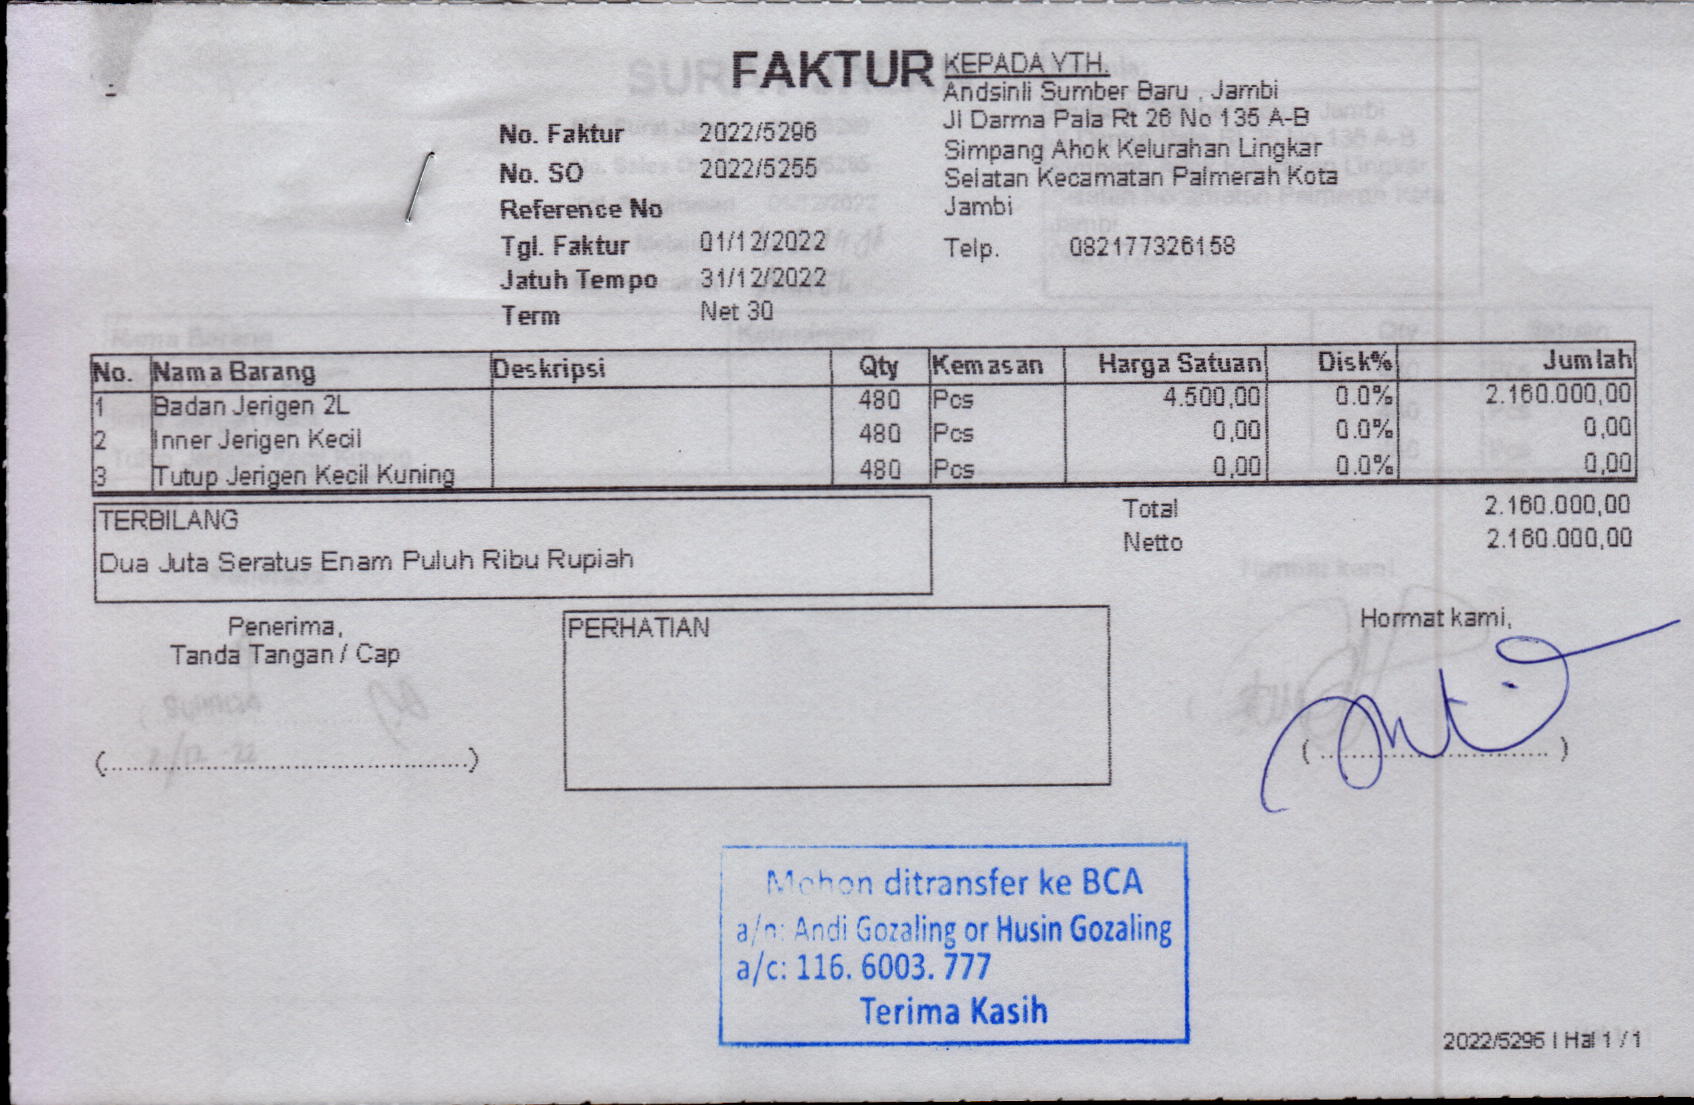 FAKTUR
KEPADA YTH.
Andsinli Sumber Baru , Jambi
Jl Darma Pala Rt 26 No 135 A-B
Simpang Ahok Kelurahan Lingkar
Selatan Kecamatan Palmerah Kota
Jambi
Telp. 082177326158
No. Faktur 2022/5296
No. SO 2022/5255
Reference No
Tgl. Faktur 01/12/2022
Jatuh Tempo 31/12/2022
Term Net 30
No. Nama Barang Deskripsi Qty Kemasan Harga Satuan Disk% Jumlah
1 Badan Jerigen 2L 480 Pcs 4.500,00 0.0% 2.160.000,00
2 Inner Jerigen Kecil 480 Pcs 0,00 0.0% 0,00
3 Tutup Jerigen Kecil Kuning 480 Pcs 0,00 0.0% 0,00
TERBILANG
Dua Juta Seratus Enam Puluh Ribu Rupiah
Total 2.160.000,00
Netto 2.160.000,00
Penerima,
Tanda Tangan / Cap
(..................................................)
PERHATIAN
Hormat kami,
( ................................ )
Mohon ditransfer ke BCA
a/n: Andi Gozaling or Husin Gozaling
a/c: 116. 6003. 777
Terima Kasih
2022/5296 | Hal 1 / 1